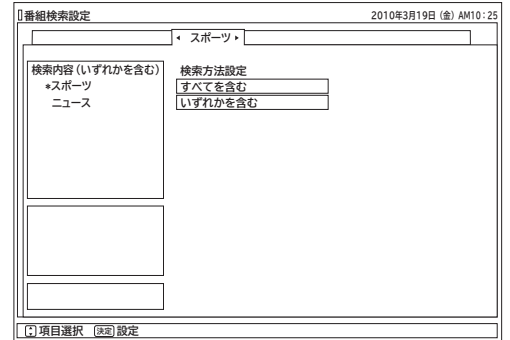 番組検索設定
2010年3月19日(金) AM10:25
スポーツ
検索内容(いずれかを含む)
*スポーツ
ニュース
検索方法設定
すべてを含む
いずれかを含む
項目選択 決定 設定